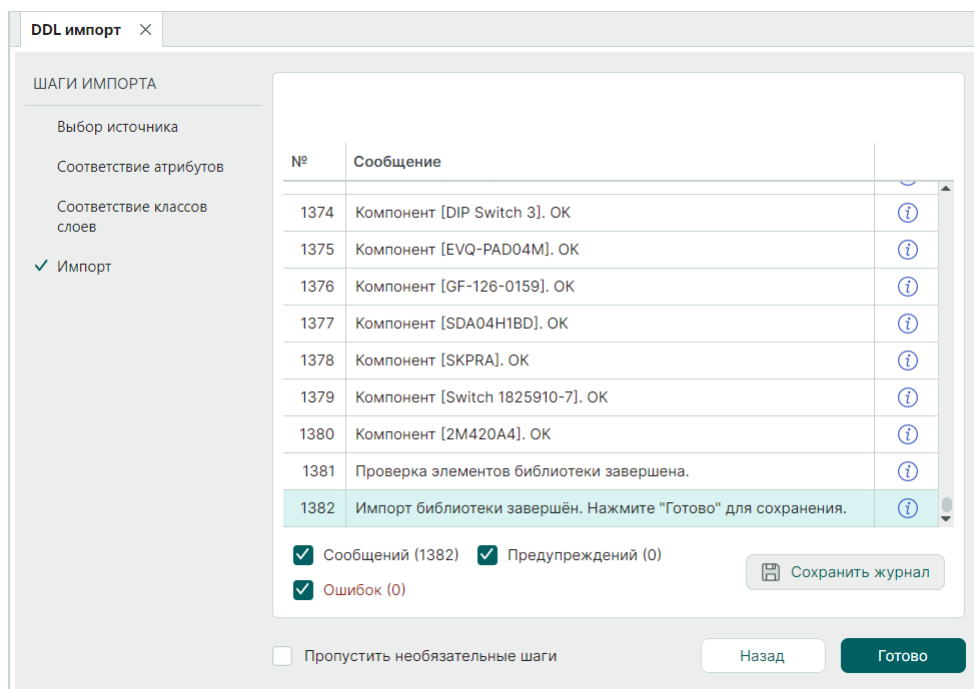 DDL импорт
ШАГИ ИМПОРТА
Выбор источника
Соответствие атрибутов
Соответствие классов
слоев
Импорт
№ Сообщение
1374 Компонент [DIP Switch 3]. OK
1375 Компонент [EVQ-PAD04M]. OK
1376 Компонент [GF-126-0159]. OK
1377 Компонент [SDA04H1BD]. OK
1378 Компонент [SKPRA]. OK
1379 Компонент [Switch 1825910-7]. OK
1380 Компонент [2M420A4]. OK
1381 Проверка элементов библиотеки завершена.
1382 Импорт библиотеки завершён. Нажмите "Готово" для сохранения.
Сообщений (1382) Предупреждений (0)
Ошибок (0)
Сохранить журнал
Пропустить необязательные шаги
Назад
Готово